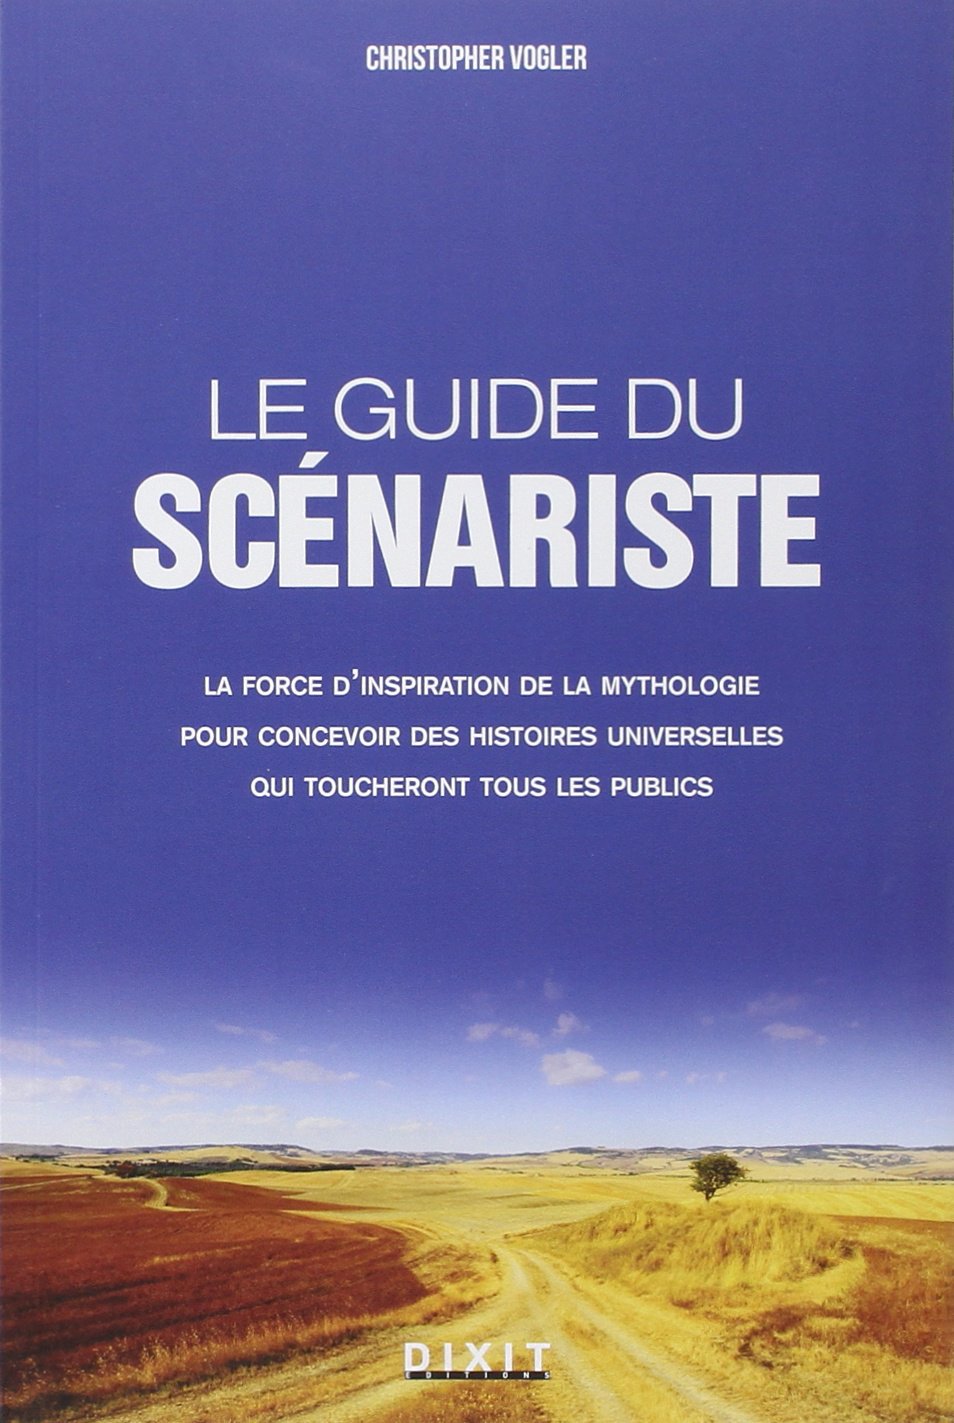 CHRISTOPHER VOGLER
LE GUIDE DU
SCÉNARISTE
LA FORCE D’INSPIRATION DE LA MYTHOLOGIE
POUR CONCEVOIR DES HISTOIRES UNIVERSELLES
QUI TOUCHERONT TOUS LES PUBLICS
DIXIT
EDITIONS